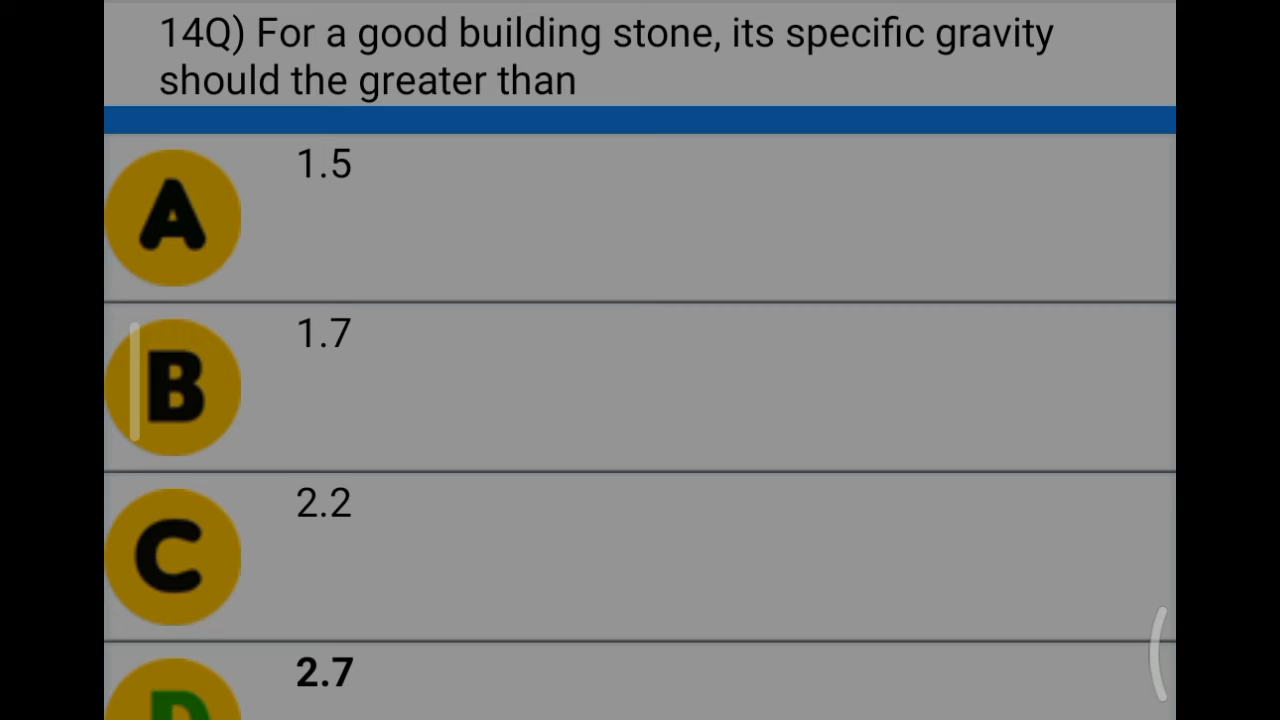 14Q) For a good building stone, its specific gravity
should the greater than
A 1.5
B 1.7
C 2.2
D 2.7